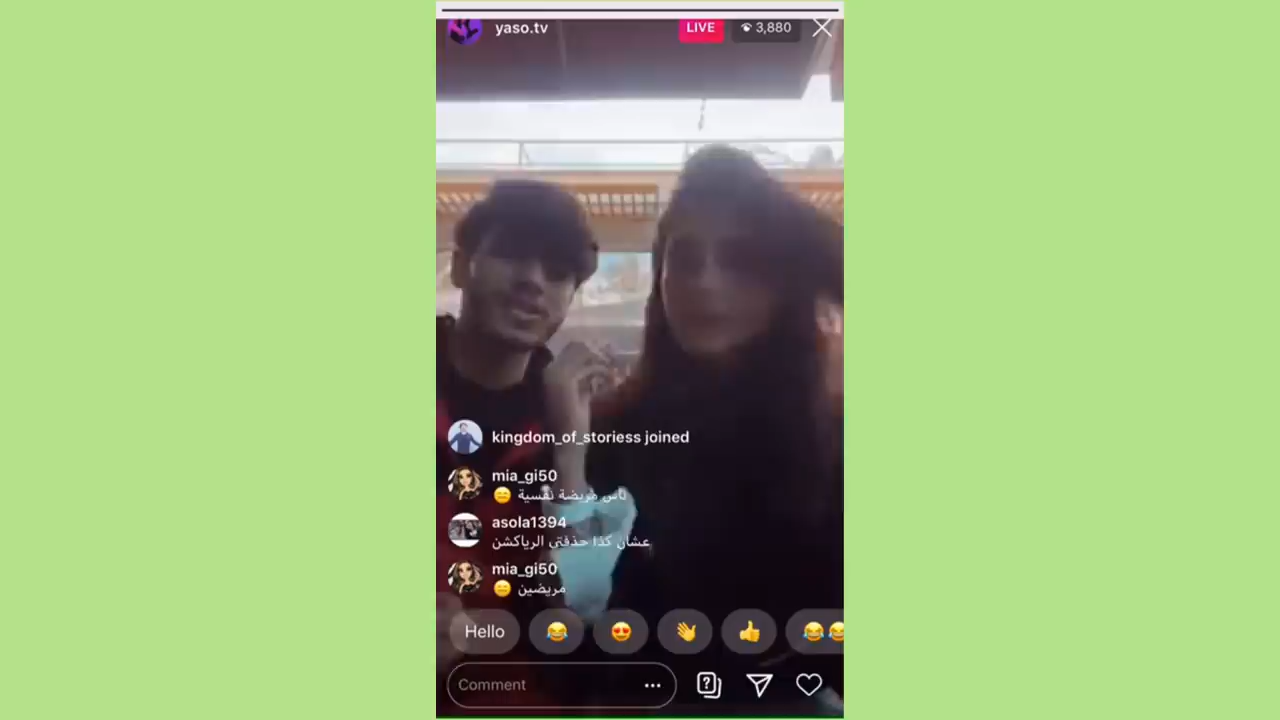 yaso.tv
LIVE
3,880
kingdom_of_storiess joined
mia_gi50
ناس مريضة نفسية 😑
asola1394
عشان كذا حذفتي الرياكشن
mia_gi50
مريضين 😑
Hello 😂 😍 👋 👍 😂😂
Comment